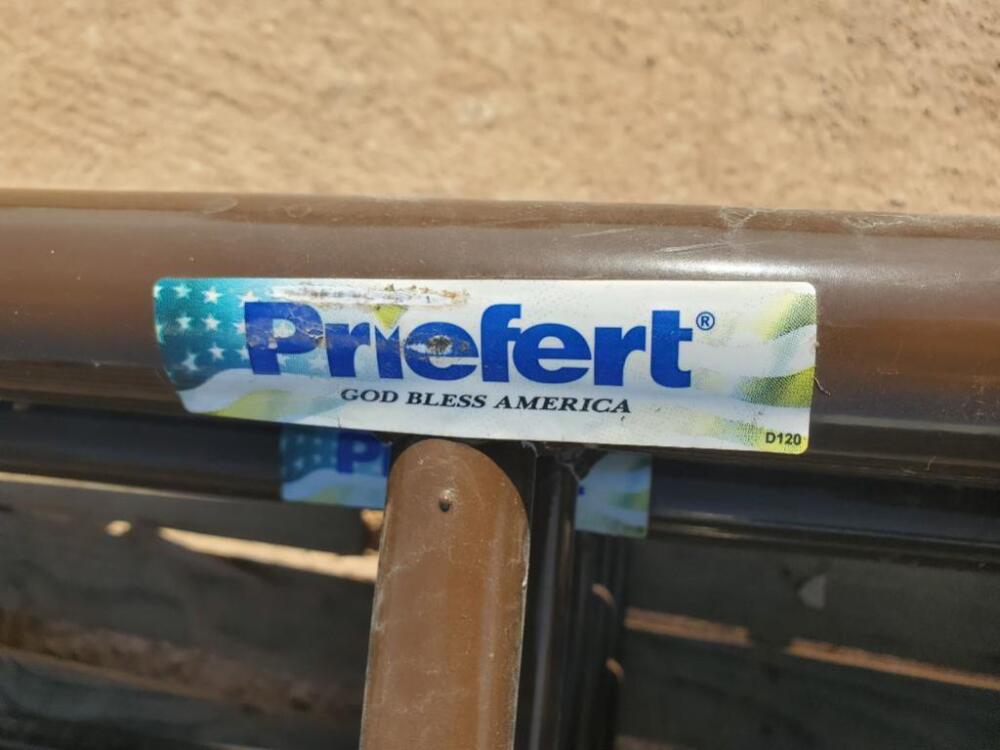 Priefert®
GOD BLESS AMERICA
D120
P